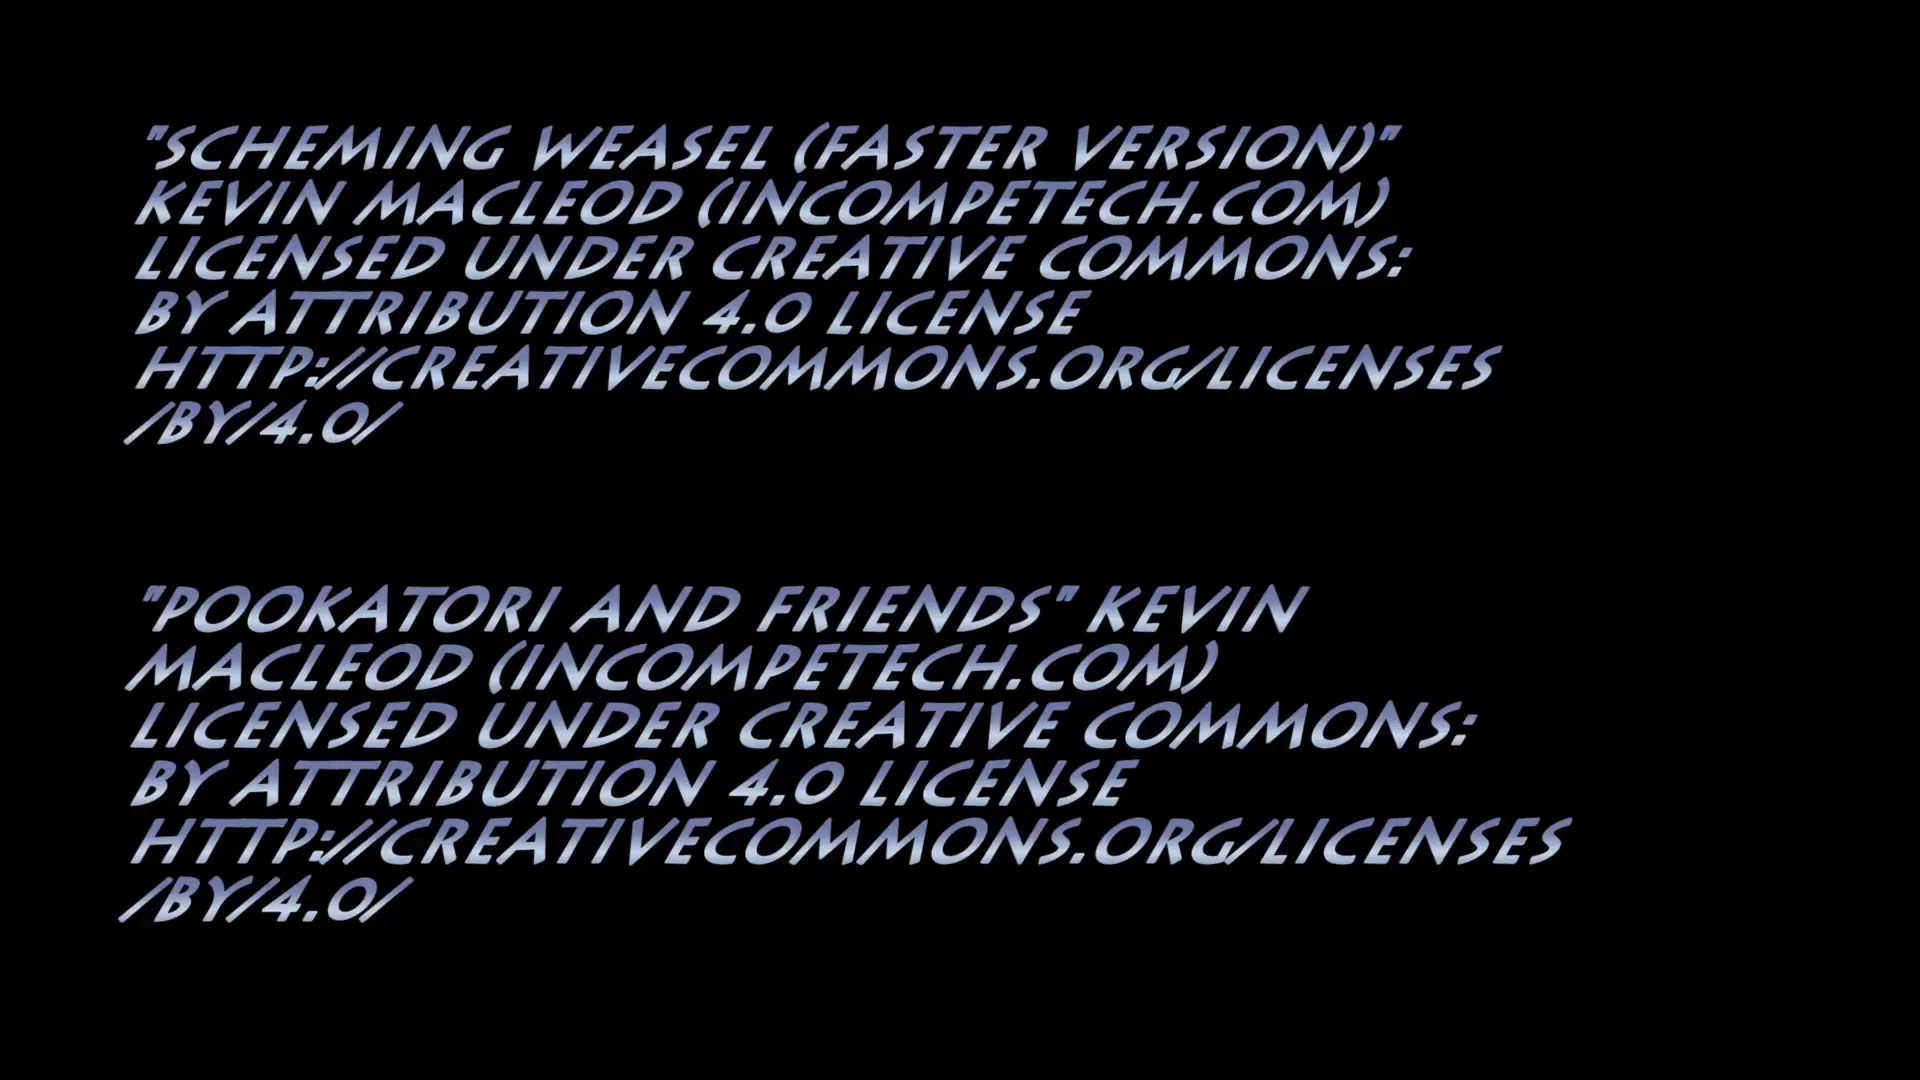 "SCHEMING WEASEL (FASTER VERSION)"
KEVIN MACLEOD (INCOMPETECH.COM)
LICENSED UNDER CREATIVE COMMONS:
BY ATTRIBUTION 4.0 LICENSE
HTTP://CREATIVECOMMONS.ORG/LICENSES
/BY/4.0/
"POOKATORI AND FRIENDS" KEVIN
MACLEOD (INCOMPETECH.COM)
LICENSED UNDER CREATIVE COMMONS:
BY ATTRIBUTION 4.0 LICENSE
HTTP://CREATIVECOMMONS.ORG/LICENSES
/BY/4.0/